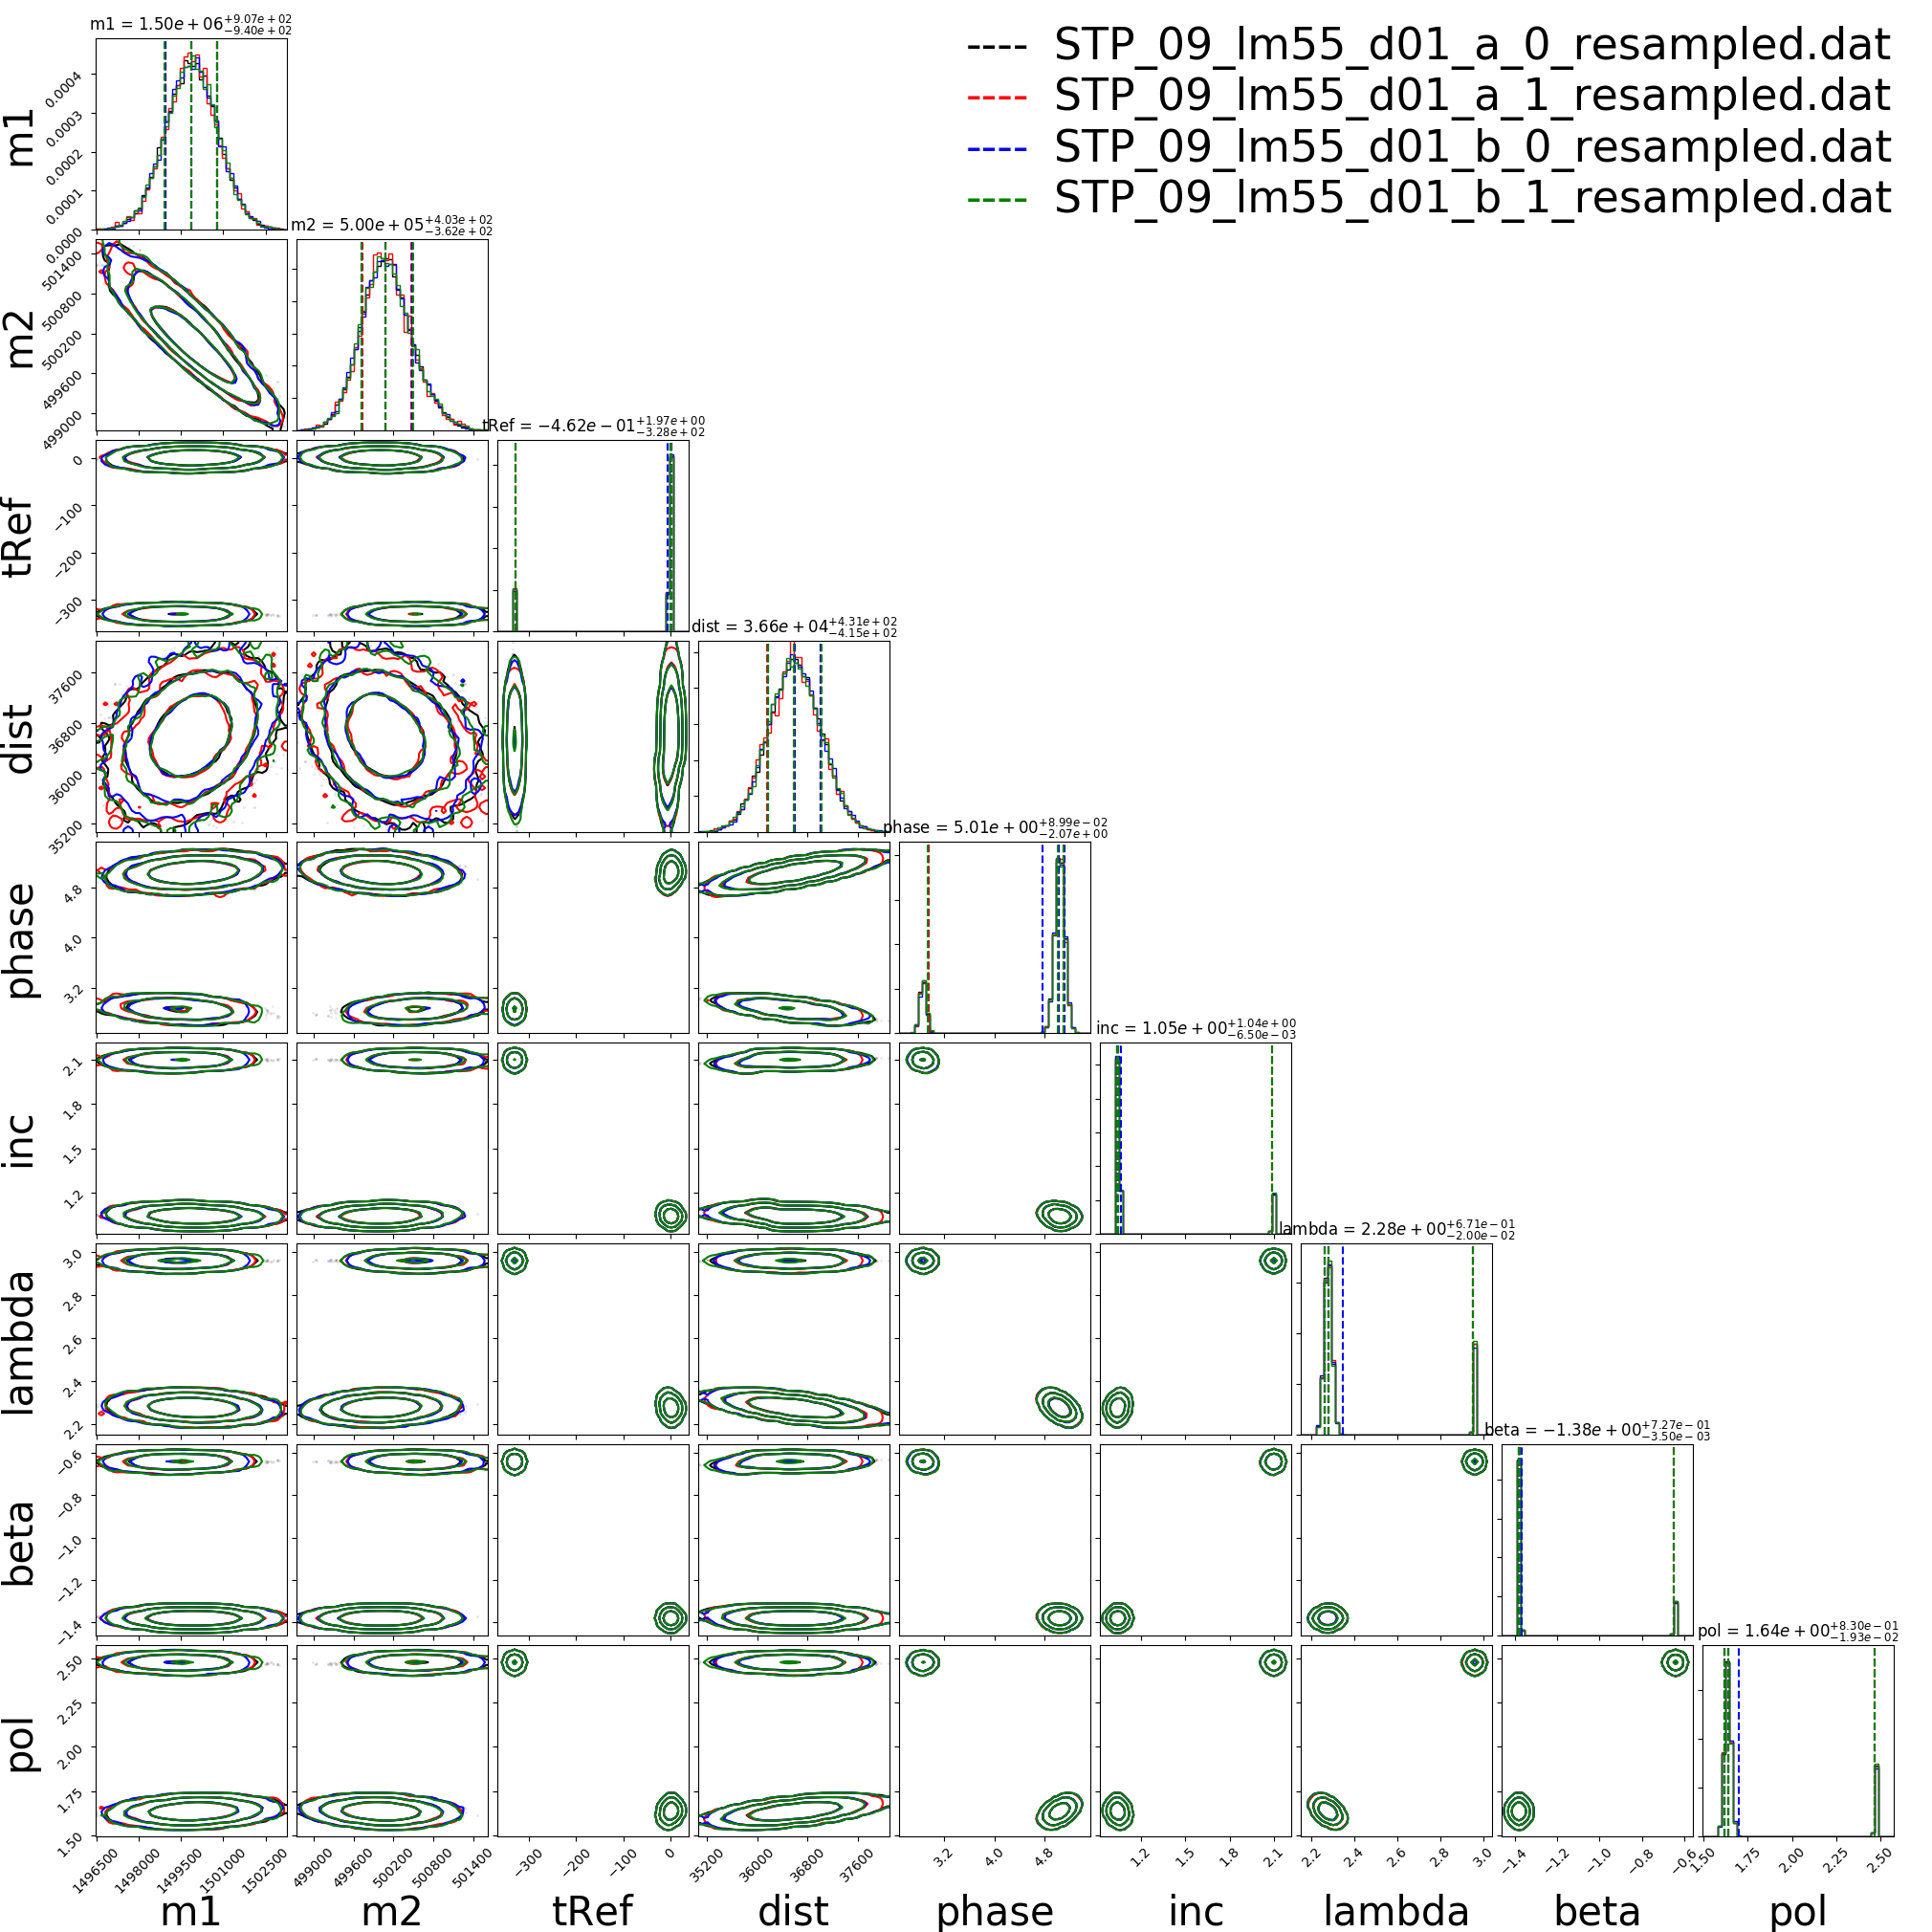 m1 = 1.50e+06 +9.07e+02 −9.40e+02
STP_09_lm55_d01_a_0_resampled.dat
STP_09_lm55_d01_a_1_resampled.dat
STP_09_lm55_d01_b_0_resampled.dat
STP_09_lm55_d01_b_1_resampled.dat
m1
0.0004
0.0003
0.0002
0.0001
0.0000
m2 = 5.00e+05 +4.03e+02 −3.62e+02
m2
501400
500800
500200
499600
499000
tRef = −4.62e−01 +1.97e+00 −3.28e+02
tRef
0
−100
−200
−300
dist = 3.66e+04 +4.31e+02 −4.15e+02
dist
37600
36800
36000
35200
phase = 5.01e+00 +8.99e−02 −2.07e+00
phase
4.8
4.0
3.2
inc = 1.05e+00 +1.04e+00 −6.50e−03
inc
2.1
1.8
1.5
1.2
lambda = 2.28e+00 +6.71e−01 −2.00e−02
lambda
3.0
2.8
2.6
2.4
2.2
beta = −1.38e+00 +7.27e−01 −3.50e−03
beta
−0.6
−0.8
−1.0
−1.2
−1.4
pol = 1.64e+00 +8.30e−01 −1.93e−02
pol
2.50
2.25
2.00
1.75
1.50
1496500 1498000 1499500 1501000 1502500 499000 499600 500200 500800 501400 −300 −200 −100 0 35200 36000 36800 37600 3.2 4.0 4.8 1.2 1.5 1.8 2.1 2.2 2.4 2.6 2.8 3.0 −1.4 −1.2 −1.0 −0.8 −0.6 1.50 1.75 2.00 2.25 2.50
m1 m2 tRef dist phase inc lambda beta pol